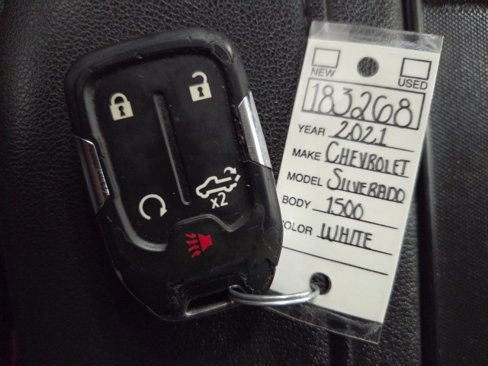 x2
NEW USED
183268
YEAR 2021
MAKE CHEVROLET
MODEL SILVERADO
BODY 1500
OLOR WHITE